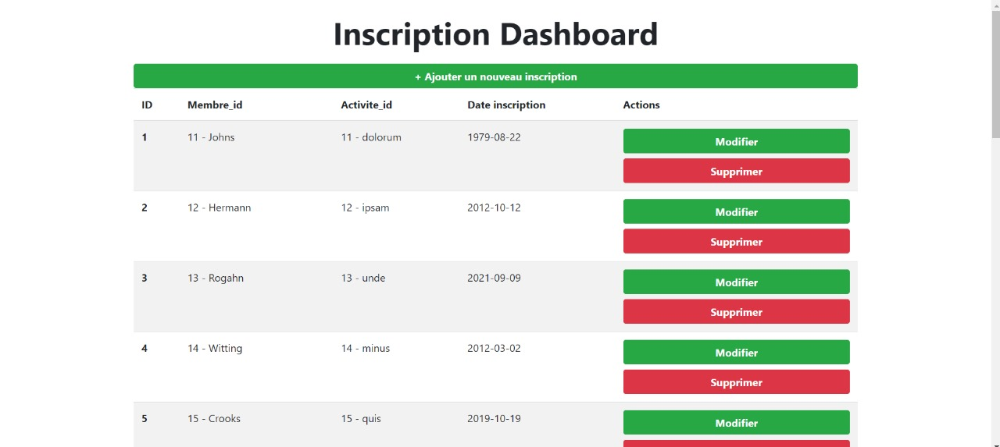 Inscription Dashboard
+ Ajouter un nouveau inscription
ID Membre_id Activite_id Date inscription Actions
1 11 - Johns 11 - dolorum 1979-08-22 Modifier
Supprimer
2 12 - Hermann 12 - ipsam 2012-10-12 Modifier
Supprimer
3 13 - Rogahn 13 - unde 2021-09-09 Modifier
Supprimer
4 14 - Witting 14 - minus 2012-03-02 Modifier
Supprimer
5 15 - Crooks 15 - quis 2019-10-19 Modifier